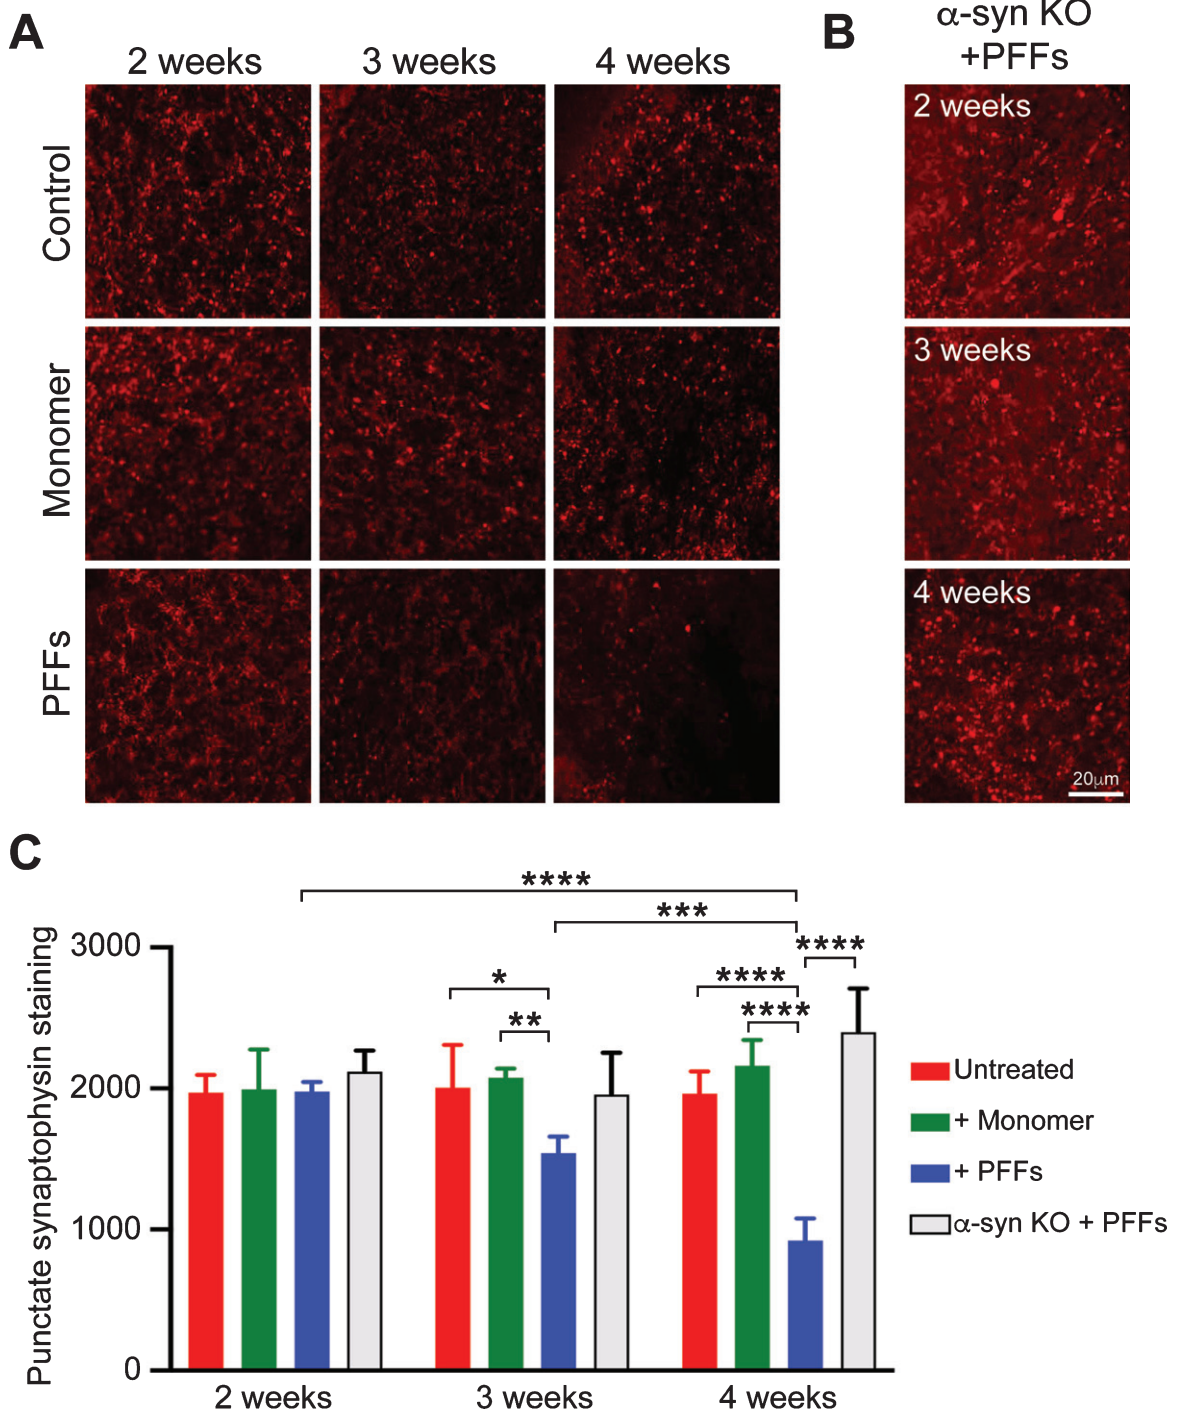 A
2 weeks
3 weeks
4 weeks
B
α-syn KO
+PFFs
Control
Monomer
PFFs
2 weeks
3 weeks
4 weeks
20μm
C
****
***
****
*
****
**
****
Punctate synaptophysin staining
3000
2000
1000
0
2 weeks
3 weeks
4 weeks
Untreated
+ Monomer
+ PFFs
α-syn KO + PFFs